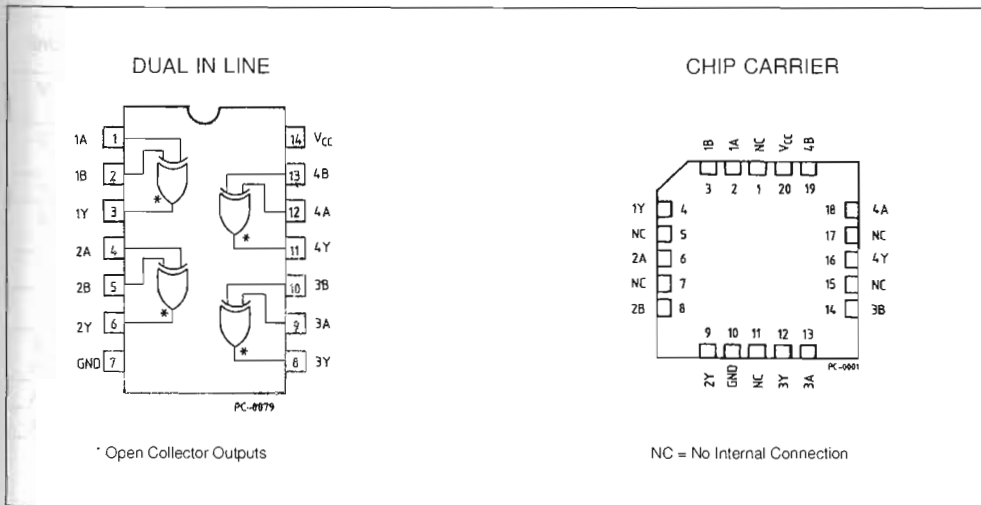 DUAL IN LINE
1A 1
1B 2
1Y 3
2A 4
2B 5
2Y 6
GND 7
14 VCC
13 4B
12 4A
11 4Y
10 3B
9 3A
8 3Y
*
*
*
*
PC-0079
* Open Collector Outputs
CHIP CARRIER
1B 1A NC VCC 4B
3 2 1 20 19
1Y 4
NC 5
2A 6
NC 7
2B 8
18 4A
17 NC
16 4Y
15 NC
14 3B
9 10 11 12 13
2Y GND NC 3Y 3A
PC-0001
NC = No Internal Connection